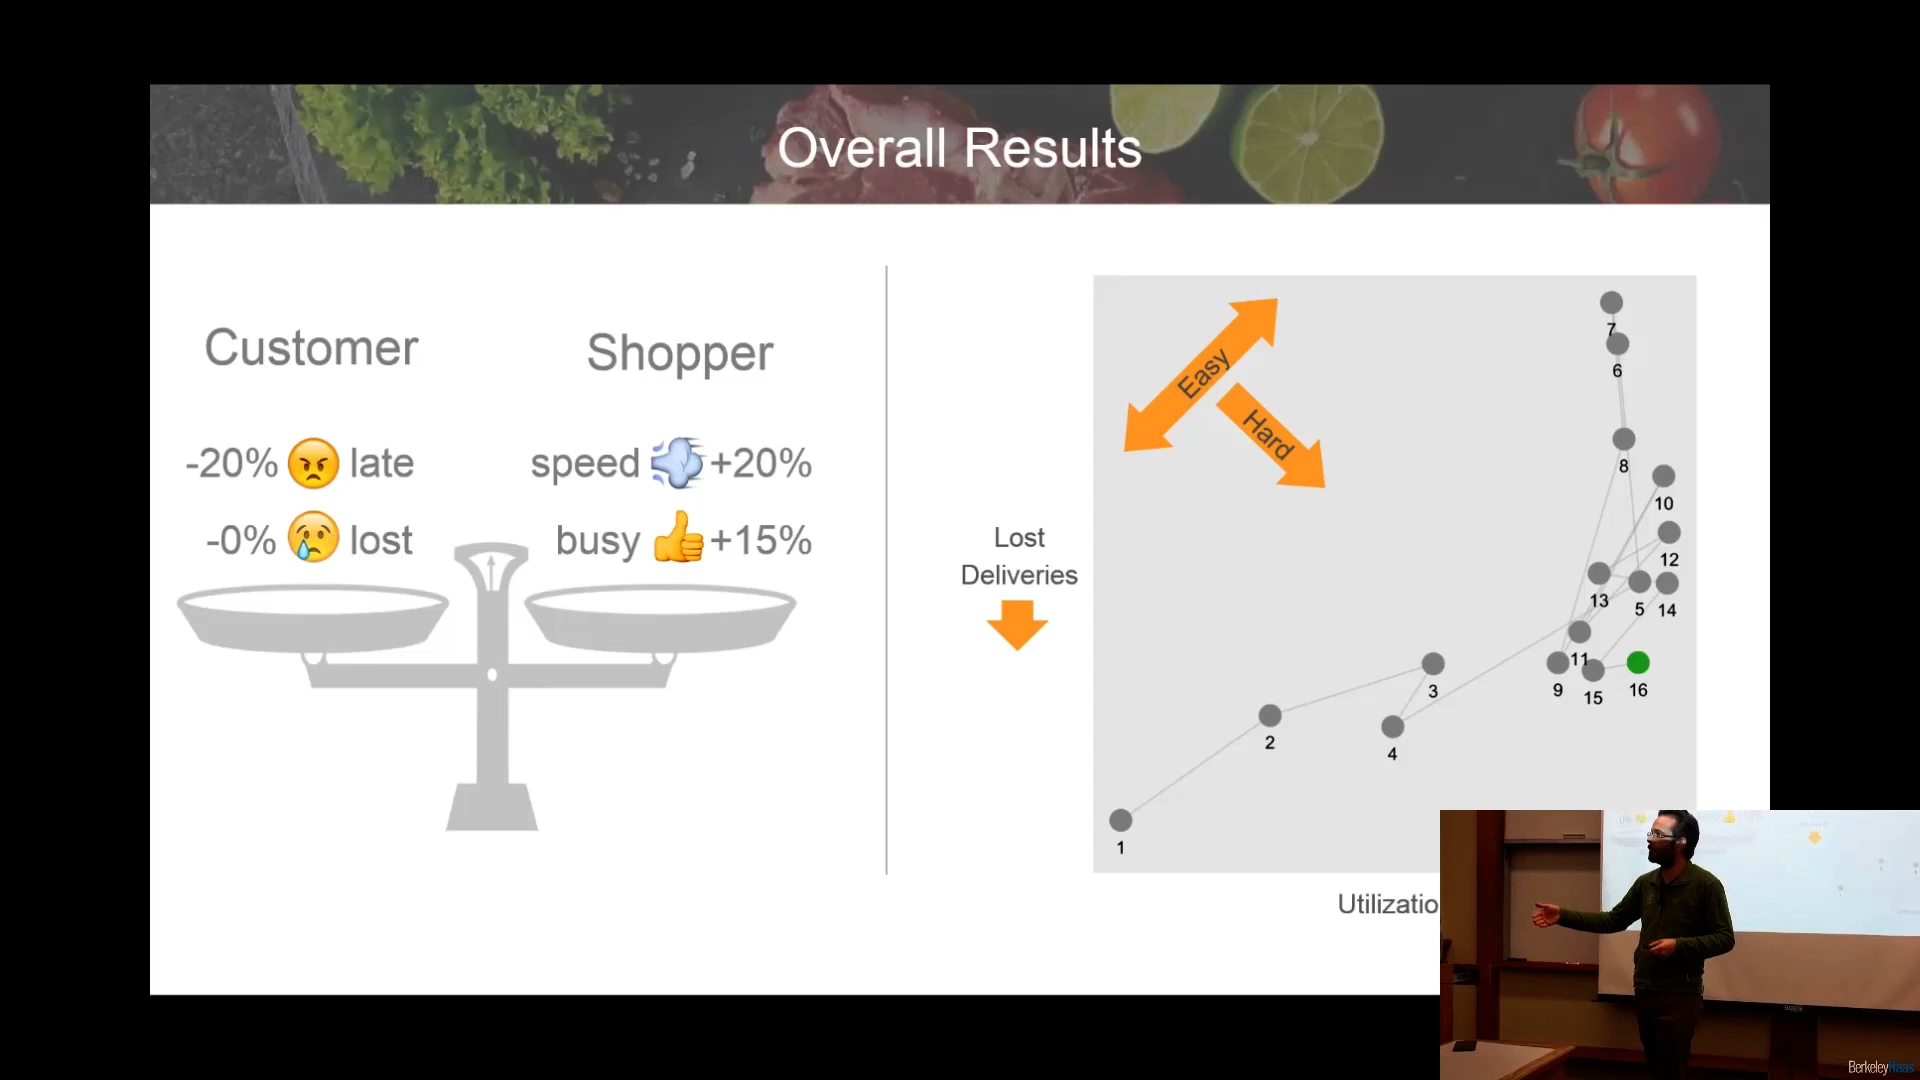 Overall Results
Customer
Shopper
-20% late
speed +20%
-0% lost
busy +15%
Lost
Deliveries
Easy
Hard
7
6
8
10
12
13
5
14
11
9
15
16
3
2
4
1
Utilizatio
BerkeleyHaas